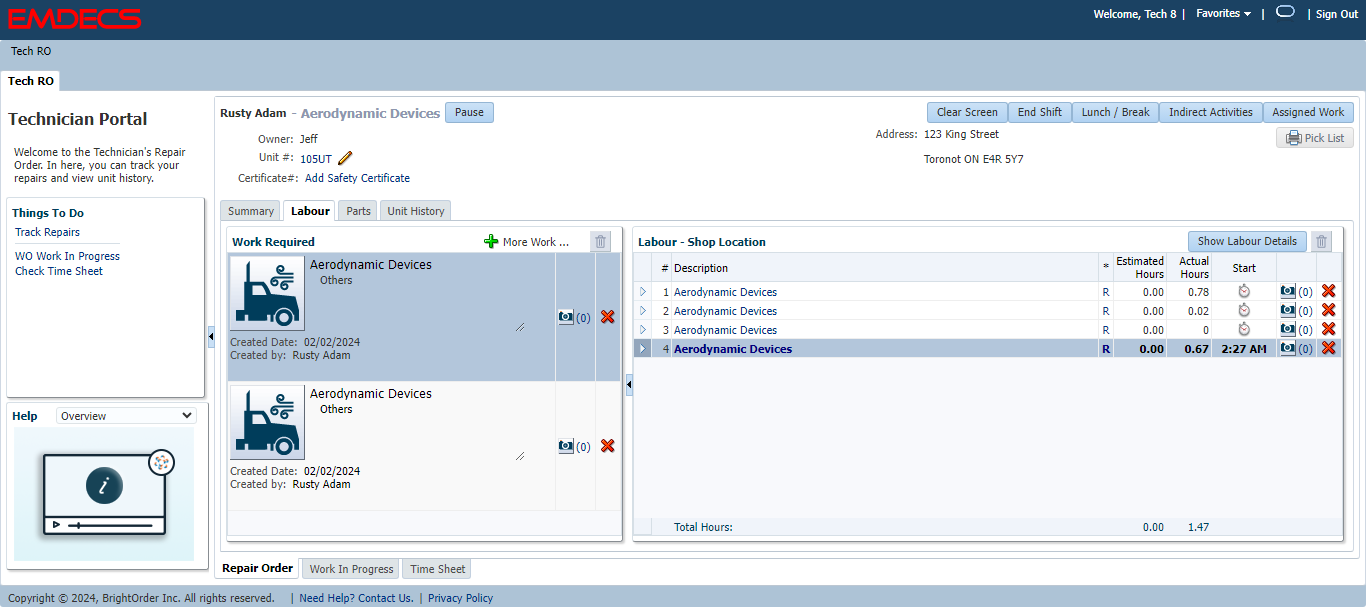 EMDECS
Welcome, Tech 8 | Favorites | | Sign Out
Tech RO
Tech RO
Technician Portal
Welcome to the Technician's Repair
Order. In here, you can track your
repairs and view unit history.
Things To Do
Track Repairs
WO Work In Progress
Check Time Sheet
Help Overview
i
Rusty Adam - Aerodynamic Devices Pause
Clear Screen End Shift Lunch / Break Indirect Activities Assigned Work
Owner: Jeff
Address: 123 King Street
Pick List
Unit #: 105UT
Toronot ON E4R 5Y7
Certificate#: Add Safety Certificate
Summary Labour Parts Unit History
Work Required More Work ...
Aerodynamic Devices
Others
(0)
Created Date: 02/02/2024
Created by: Rusty Adam
Aerodynamic Devices
Others
(0)
Created Date: 02/02/2024
Created by: Rusty Adam
Labour - Shop Location Show Labour Details
# Description * Estimated Hours Actual Hours Start
1 Aerodynamic Devices R 0.00 0.78 (0)
2 Aerodynamic Devices R 0.00 0.02 (0)
3 Aerodynamic Devices R 0.00 0 (0)
4 Aerodynamic Devices R 0.00 0.67 2:27 AM (0)
Total Hours: 0.00 1.47
Repair Order Work In Progress Time Sheet
Copyright © 2024, BrightOrder Inc. All rights reserved. | Need Help? Contact Us. | Privacy Policy